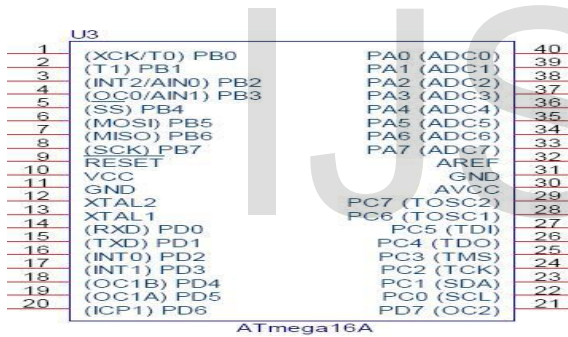 U3
1 (XCK/T0) PB0 PA0 (ADC0) 40
2 (T1) PB1 PA1 (ADC1) 39
3 (INT2/AIN0) PB2 PA2 (ADC2) 38
4 (OC0/AIN1) PB3 PA3 (ADC3) 37
5 (SS) PB4 PA4 (ADC4) 36
6 (MOSI) PB5 PA5 (ADC5) 35
7 (MISO) PB6 PA6 (ADC6) 34
8 (SCK) PB7 PA7 (ADC7) 33
9 RESET AREF 32
10 VCC GND 31
11 GND AVCC 30
12 XTAL2 PC7 (TOSC2) 29
13 XTAL1 PC6 (TOSC1) 28
14 (RXD) PD0 PC5 (TDI) 27
15 (TXD) PD1 PC4 (TDO) 26
16 (INT0) PD2 PC3 (TMS) 25
17 (INT1) PD3 PC2 (TCK) 24
18 (OC1B) PD4 PC1 (SDA) 23
19 (OC1A) PD5 PC0 (SCL) 22
20 (ICP1) PD6 PD7 (OC2) 21
ATmega16A
IJS